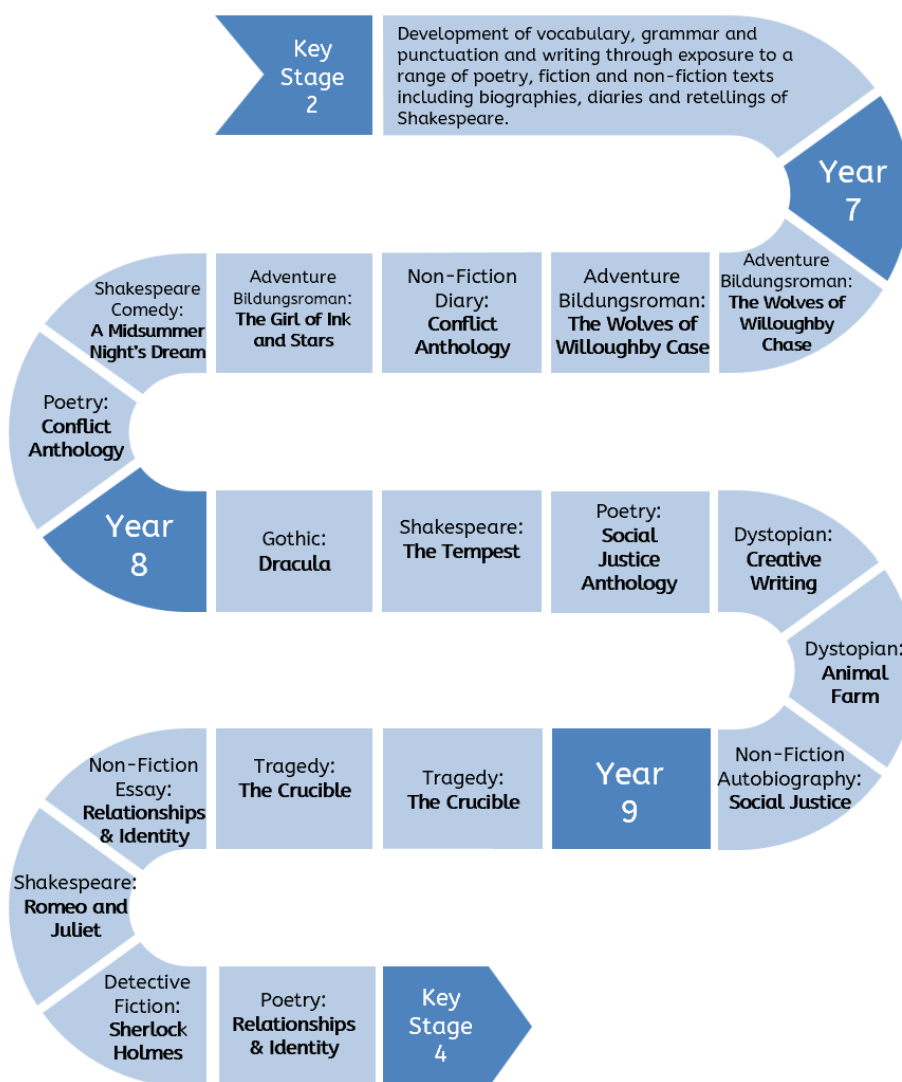 Key
Stage
2
Development of vocabulary, grammar and
punctuation and writing through exposure to a
range of poetry, fiction and non-fiction texts
including biographies, diaries and retellings of
Shakespeare.
Year
7
Adventure
Bildungsroman:
The Wolves of
Willoughby
Chase
Adventure
Bildungsroman:
The Wolves of
Willoughby Case
Non-Fiction
Diary:
Conflict
Anthology
Adventure
Bildungsroman:
The Girl of Ink
and Stars
Shakespeare
Comedy:
A Midsummer
Night's Dream
Poetry:
Conflict
Anthology
Year
8
Gothic:
Dracula
Shakespeare:
The Tempest
Poetry:
Social
Justice
Anthology
Dystopian:
Creative
Writing
Dystopian:
Animal
Farm
Non-Fiction
Autobiography:
Social Justice
Year
9
Tragedy:
The Crucible
Tragedy:
The Crucible
Non-Fiction
Essay:
Relationships
& Identity
Shakespeare:
Romeo and
Juliet
Detective
Fiction:
Sherlock
Holmes
Poetry:
Relationships
& Identity
Key
Stage
4